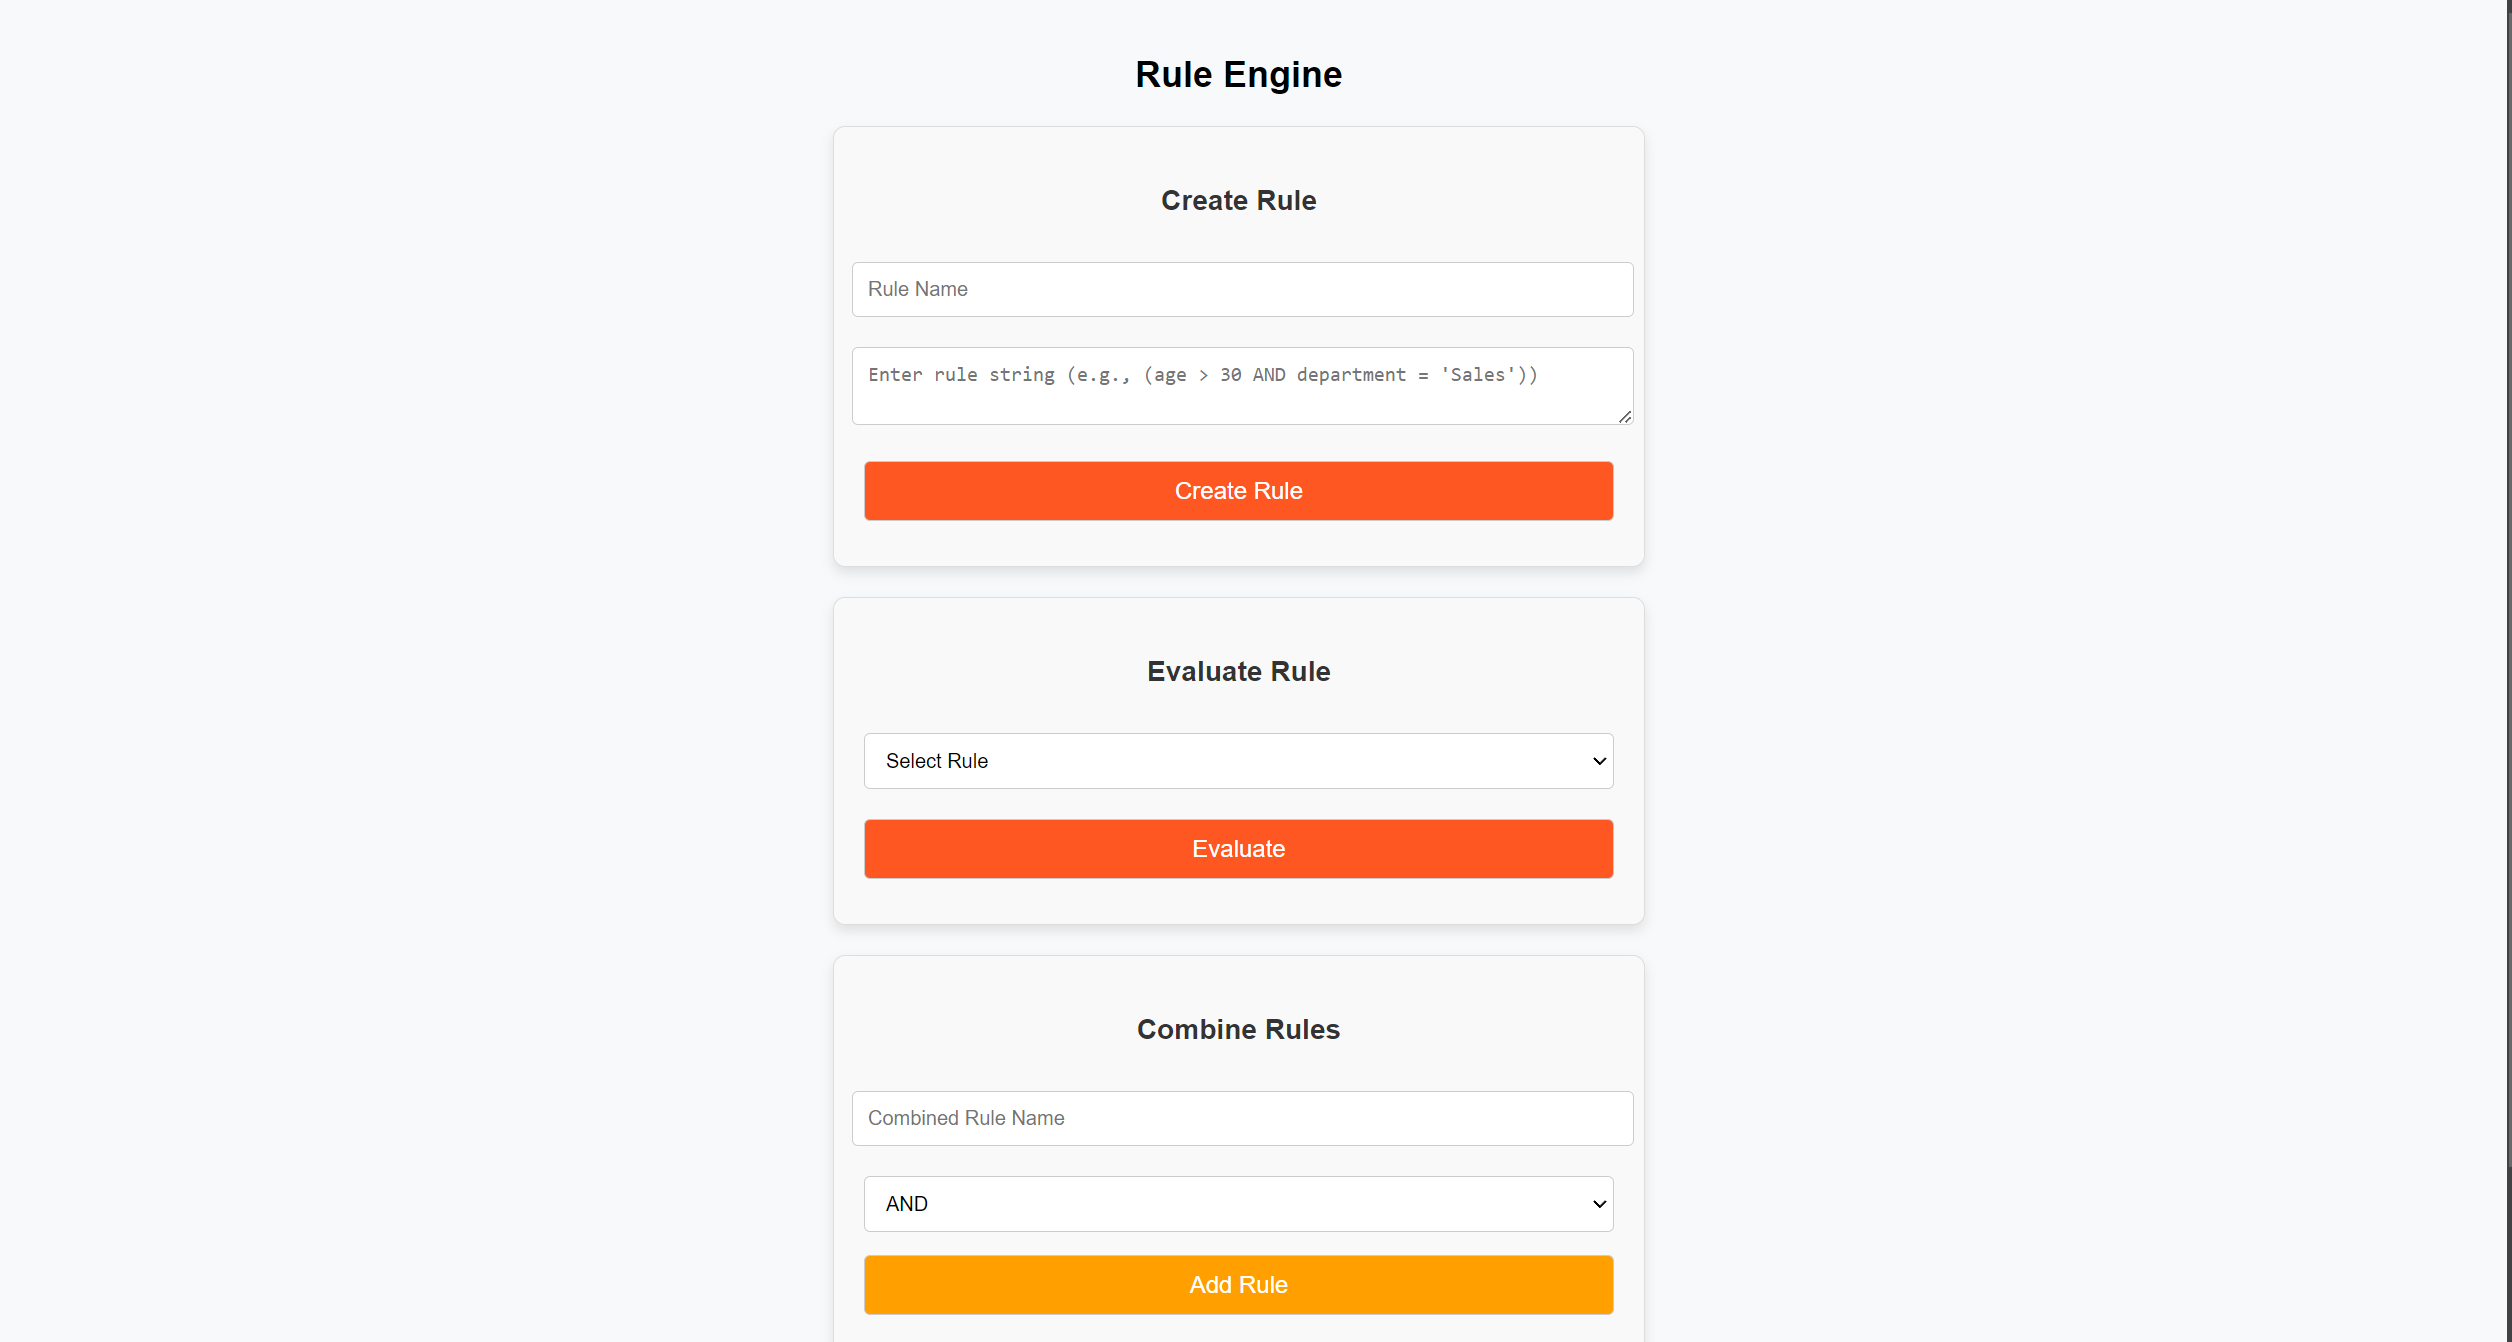 Rule Engine
Create Rule
Rule Name
Enter rule string (e.g., (age > 30 AND department = 'Sales'))
Create Rule
Evaluate Rule
Select Rule
Evaluate
Combine Rules
Combined Rule Name
AND
Add Rule